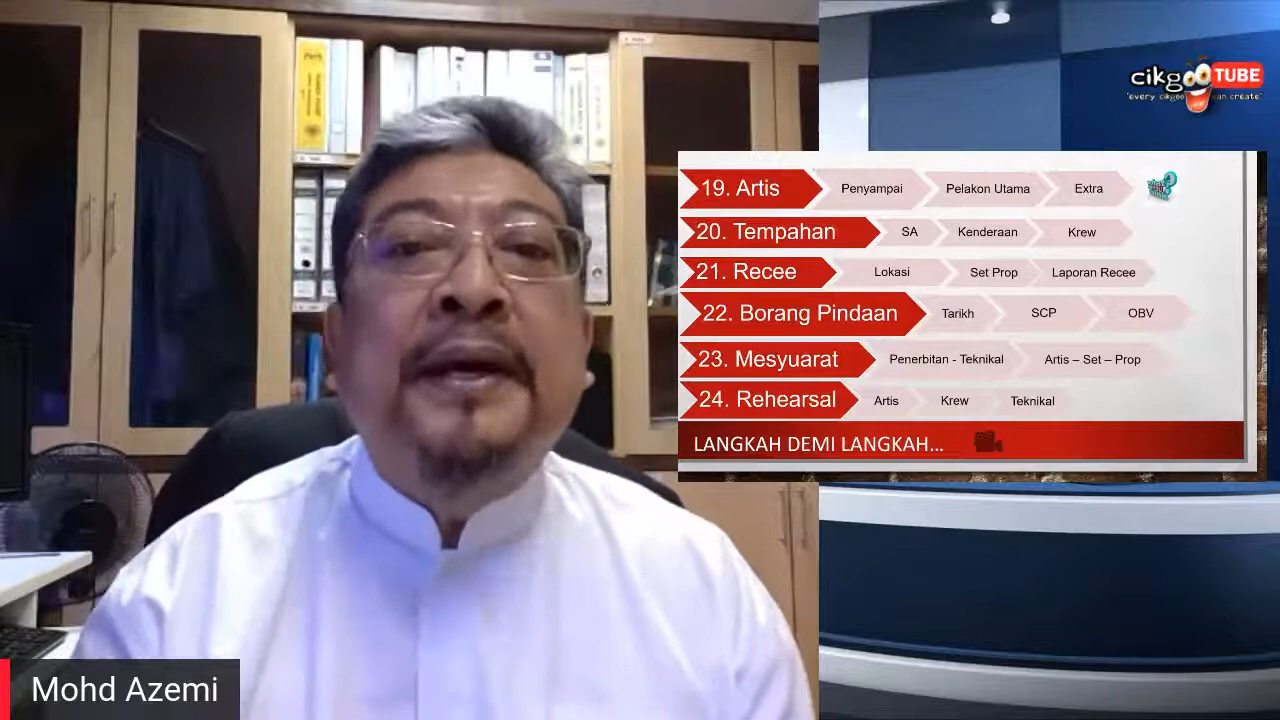 cikgooTUBE
"every cikgoo can create"
19. Artis Penyampai Pelakon Utama Extra
20. Tempahan SA Kenderaan Krew
21. Recee Lokasi Set Prop Laporan Recee
22. Borang Pindaan Tarikh SCP OBV
23. Mesyuarat Penerbitan - Teknikal Artis – Set – Prop
24. Rehearsal Artis Krew Teknikal
LANGKAH DEMI LANGKAH...
Mohd Azemi